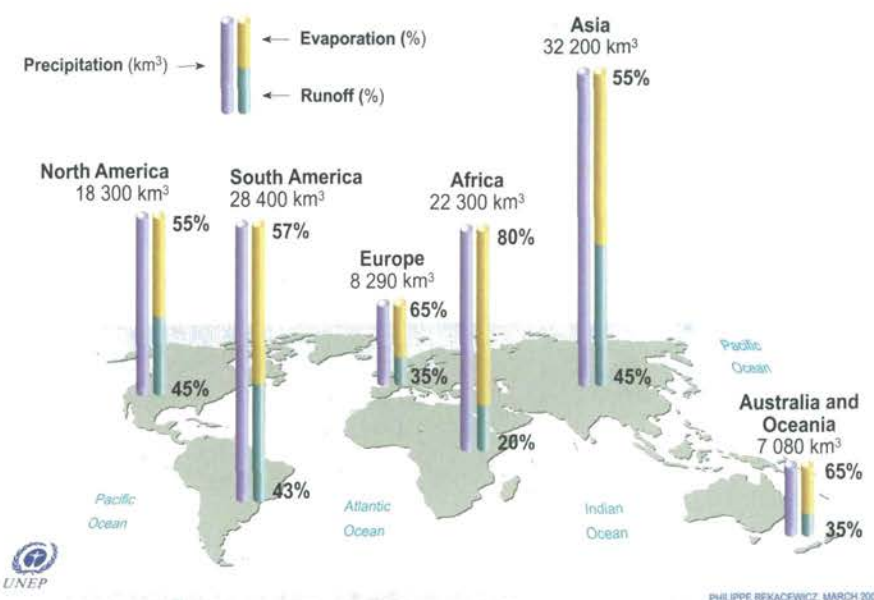 Precipitation (km³)
Evaporation (%)
Runoff (%)
Asia
32 200 km³
55%
45%
North America
18 300 km³
55%
45%
South America
28 400 km³
57%
43%
Europe
8 290 km³
65%
35%
Africa
22 300 km³
80%
20%
Pacific
Ocean
Australia and
Oceania
7 080 km³
65%
35%
Pacific
Ocean
Atlantic
Ocean
Indian
Ocean
UNEP
PHILIPPE REKACEWICZ, MARCH